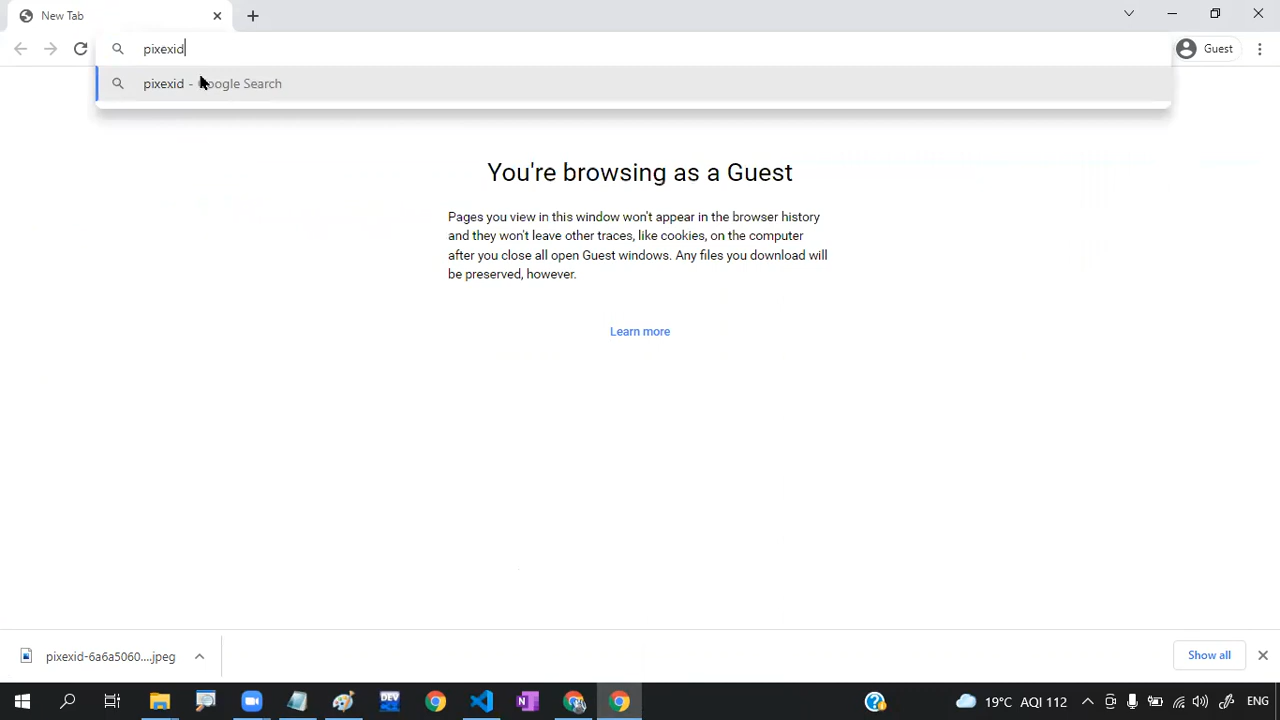 New Tab
pixexid
Guest
pixexid - Google Search
You're browsing as a Guest
Pages you view in this window won't appear in the browser history
and they won't leave other traces, like cookies, on the computer
after you close all open Guest windows. Any files you download will
be preserved, however.
Learn more
pixexid-6a6a5060....jpeg
Show all
DEV
19°C AQI 112
ENG